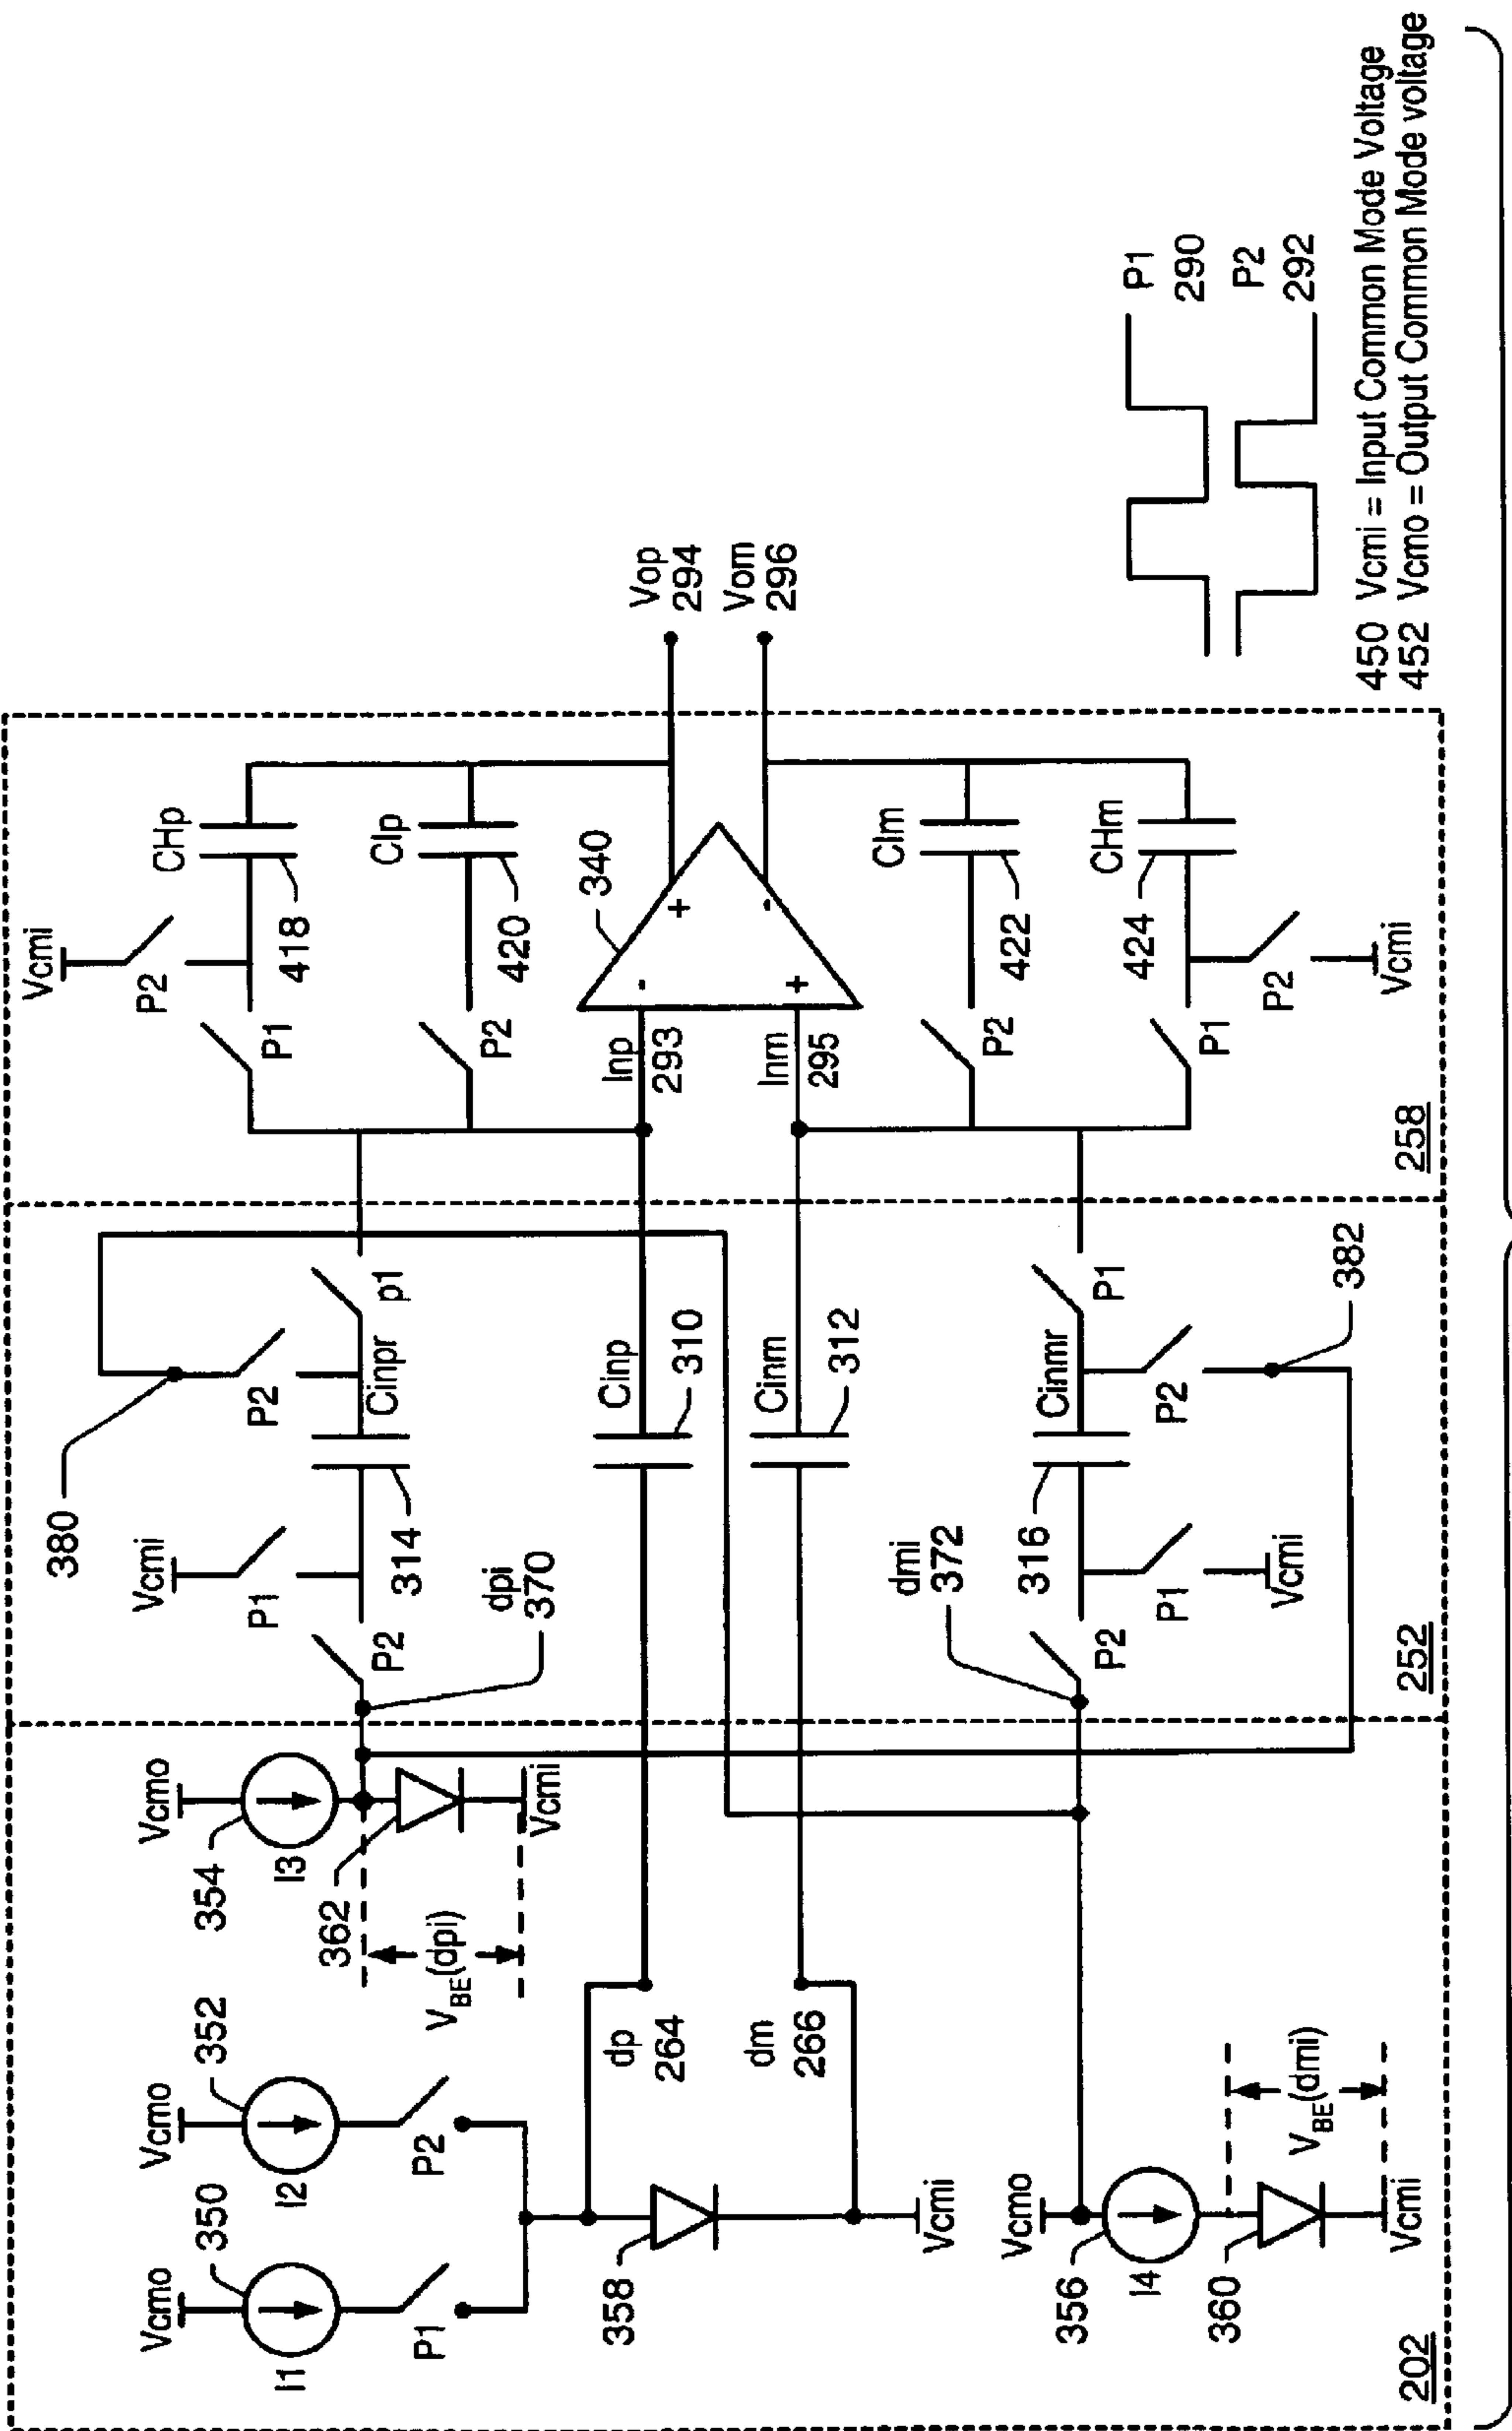 Vcmo
I1
350
P1
Vcmo
I2
352
P2
Vcmo
354
I3
362
VBE(dpi)
Vcmi
dp
264
dm
266
358
Vcmi
Vcmo
356
I4
360
VBE(dmi)
Vcmi
202
380
Vcmi
P1
P2
dpi
370
314
P2
Cinpr
p1
Cinp
310
Cinm
312
dmi
372
P2
316
P1
Vcmi
Cinmr
P1
P2
382
252
Vcmi
P2
P1
CHp
418
P2
CIp
420
Inp
293
Inm
295
-
+
+
-
340
P2
CIm
422
P1
CHm
424
P2
Vcmi
258
Vop
294
Vom
296
P1
290
P2
292
450 Vcmi = Input Common Mode Voltage
452 Vcmo = Output Common Mode voltage